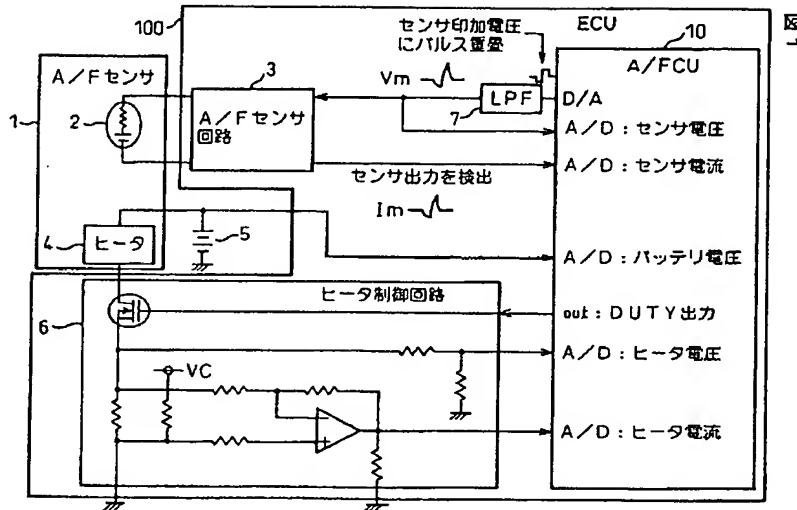 100
センサ印加電圧
にパルス重畳
ECU
図
10
A/Fセンサ
3
Vm
LPF
7
A/FCU
D/A
1
2
A/Fセンサ
回路
A/D:センサ電圧
A/D:センサ電流
センサ出力を検出
Im
4
ヒータ
5
A/D:バッテリ電圧
ヒータ制御回路
6
out:DUTY出力
A/D:ヒータ電圧
VC
A/D:ヒータ電流